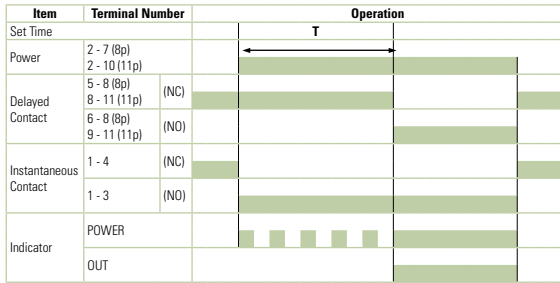 Item Terminal Number Operation
Set Time T
Power 2 - 7 (8p)
2 - 10 (11p)
Delayed Contact 5 - 8 (8p)
8 - 11 (11p) (NC)
6 - 8 (8p)
9 - 11 (11p) (NO)
Instantaneous Contact 1 - 4 (NC)
1 - 3 (NO)
Indicator POWER
OUT